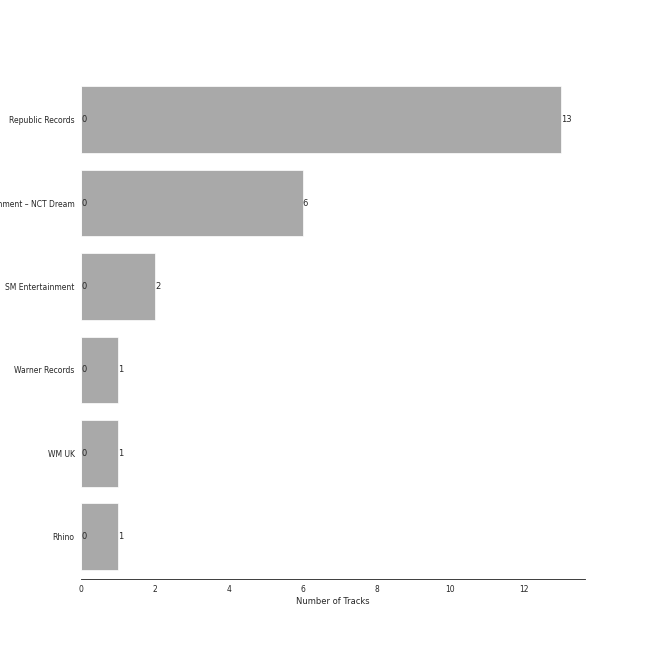 Republic Records
0
13
nment – NCT Dream
0
6
SM Entertainment
0
2
Warner Records
0
1
WM UK
0
1
Rhino
0
1
0 2 4 6 8 10 12
Number of Tracks